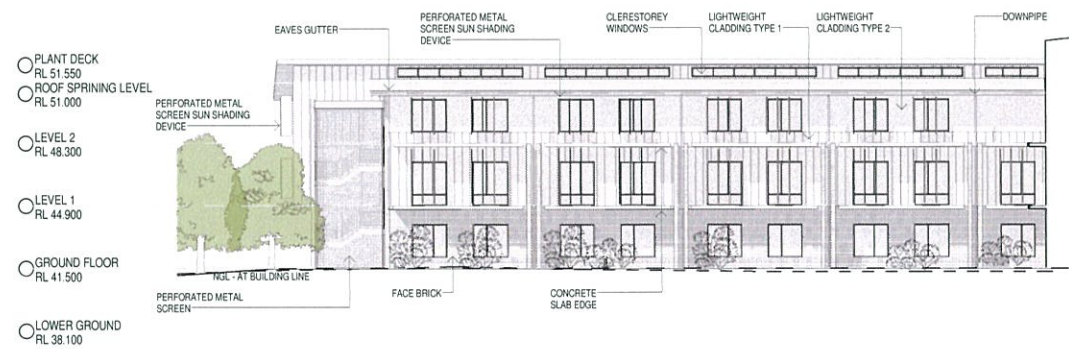 PERFORATED METAL
SCREEN SUN SHADING
DEVICE
CLERESTOREY
WINDOWS
LIGHTWEIGHT
CLADDING TYPE 1
LIGHTWEIGHT
CLADDING TYPE 2
DOWNPIPE
EAVES GUTTER
PLANT DECK
RL 51.550
ROOF SPRINING LEVEL
RL 51.000
PERFORATED METAL
SCREEN SUN SHADING
DEVICE
LEVEL 2
RL 48.300
LEVEL 1
RL 44.900
GROUND FLOOR
RL 41.500
NGL - AT BUILDING LINE
PERFORATED METAL
SCREEN
FACE BRICK
CONCRETE
SLAB EDGE
LOWER GROUND
RL 38.100